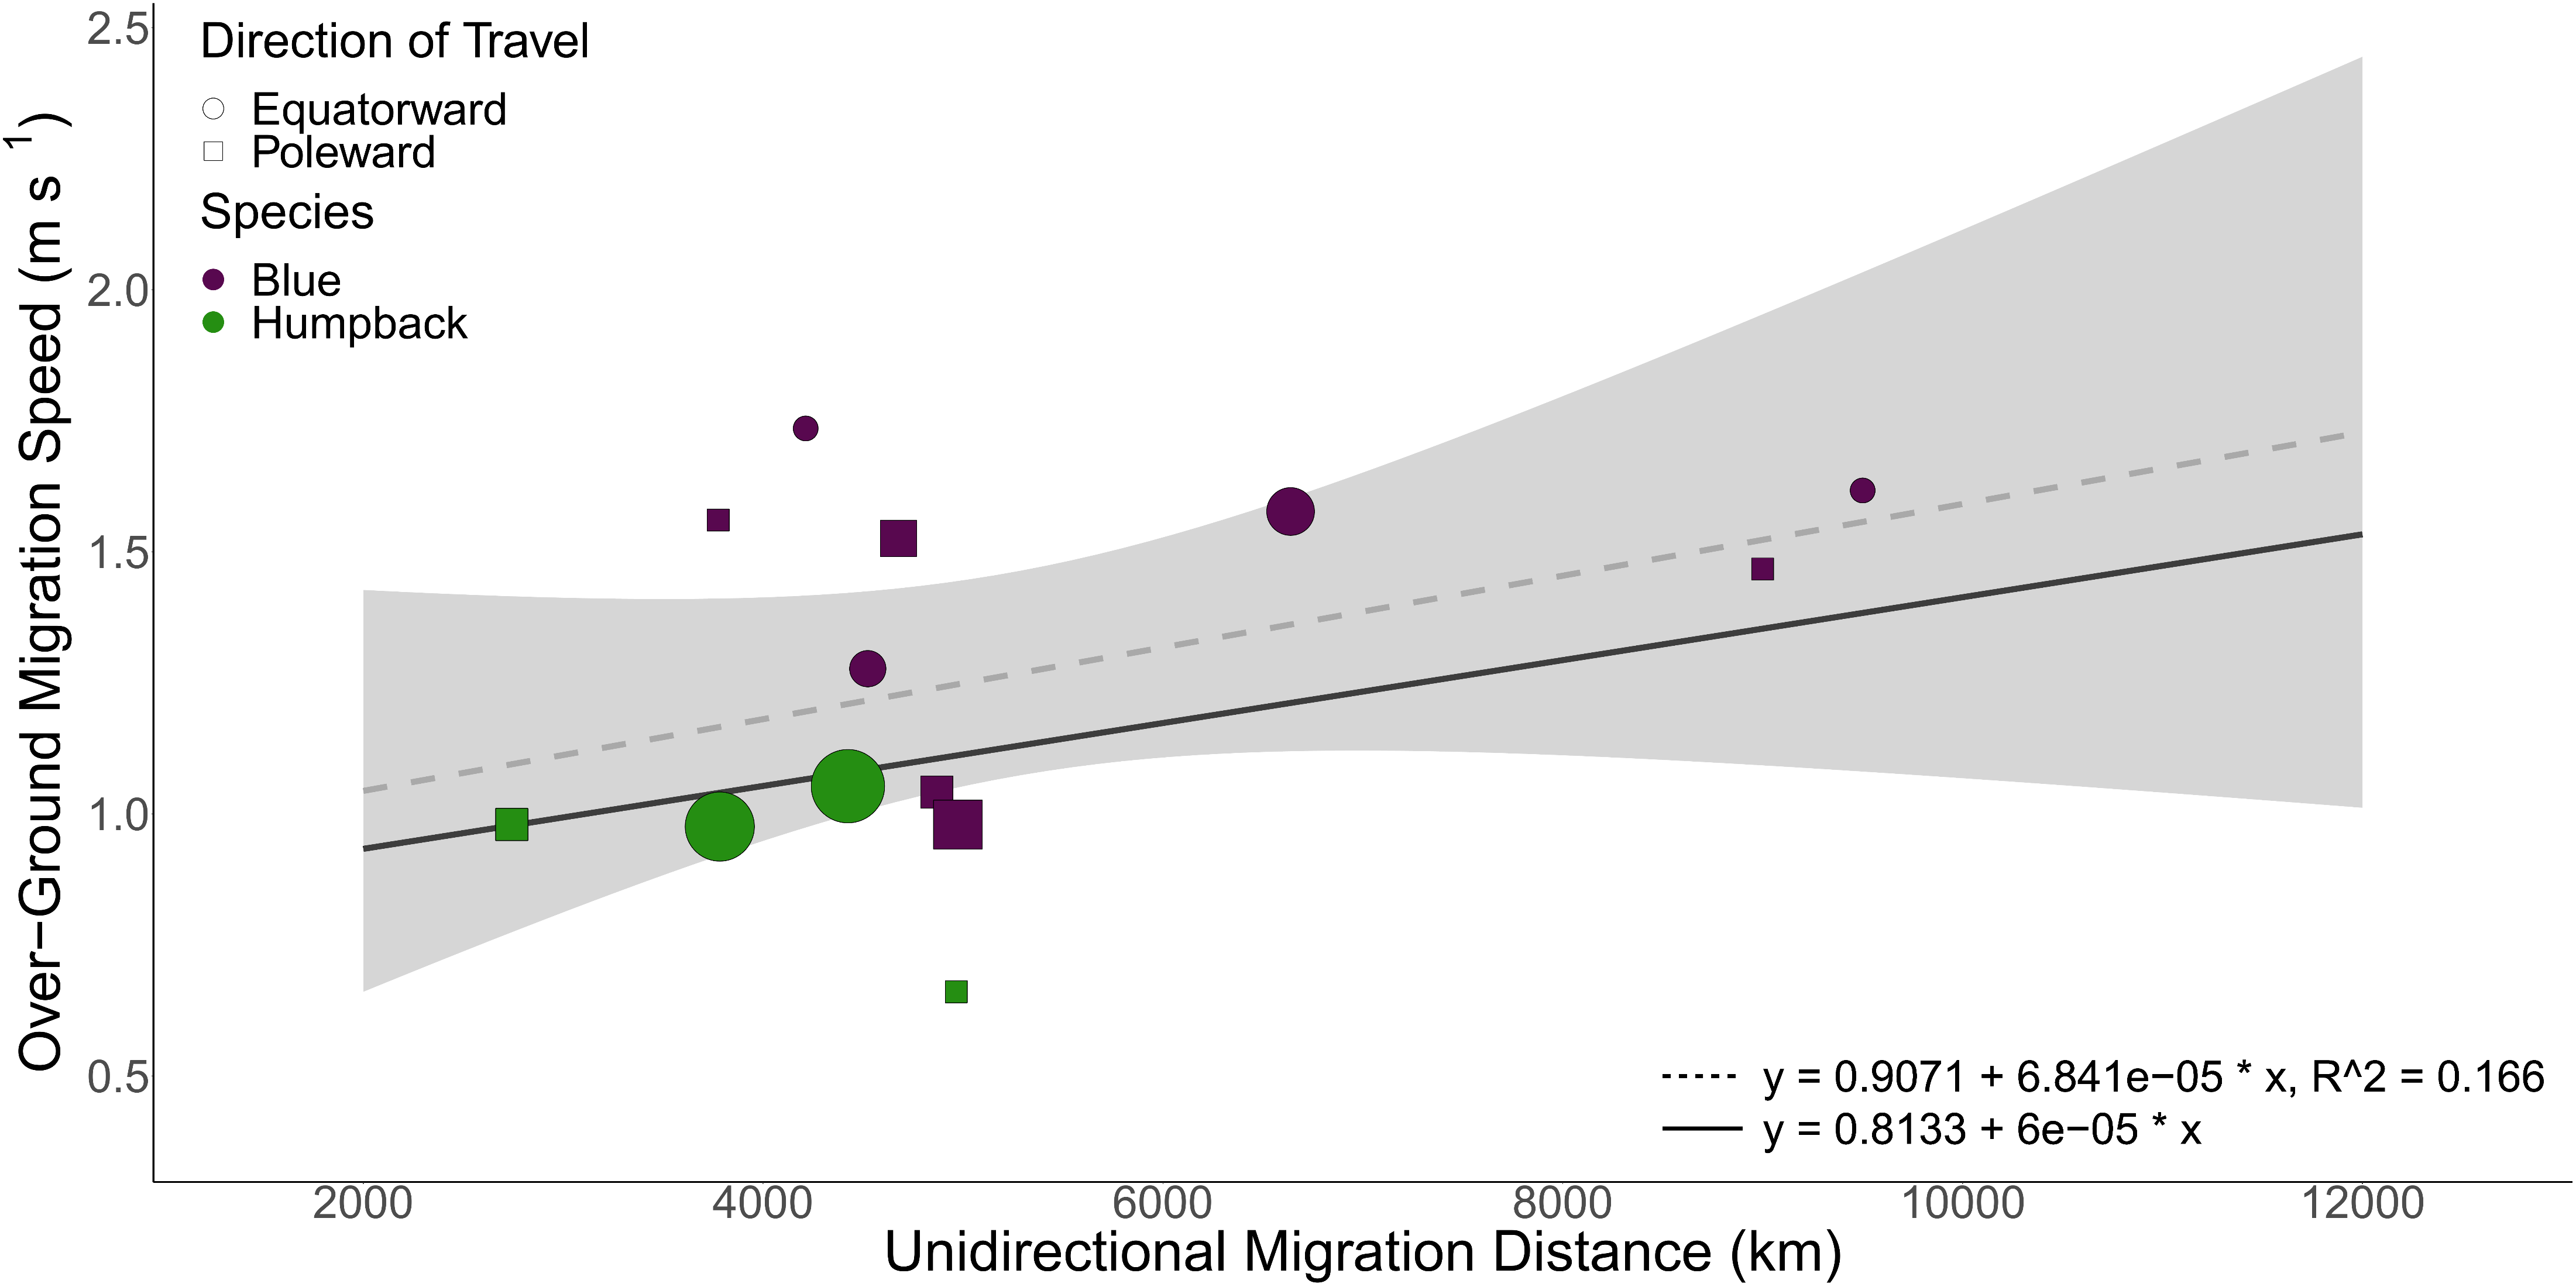 Over−Ground Migration Speed (m s 1)
2.5
2.0
1.5
1.0
0.5
Direction of Travel
Equatorward
Poleward
Species
Blue
Humpback
y = 0.9071 + 6.841e−05 * x, R^2 = 0.166
y = 0.8133 + 6e−05 * x
2000 4000 6000 8000 10000 12000
Unidirectional Migration Distance (km)